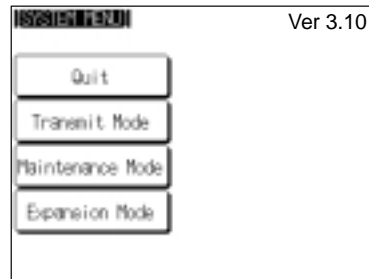 [SYSTEM MENU]
Ver 3.10
Quit
Transmit Mode
Maintenance Mode
Expansion Mode